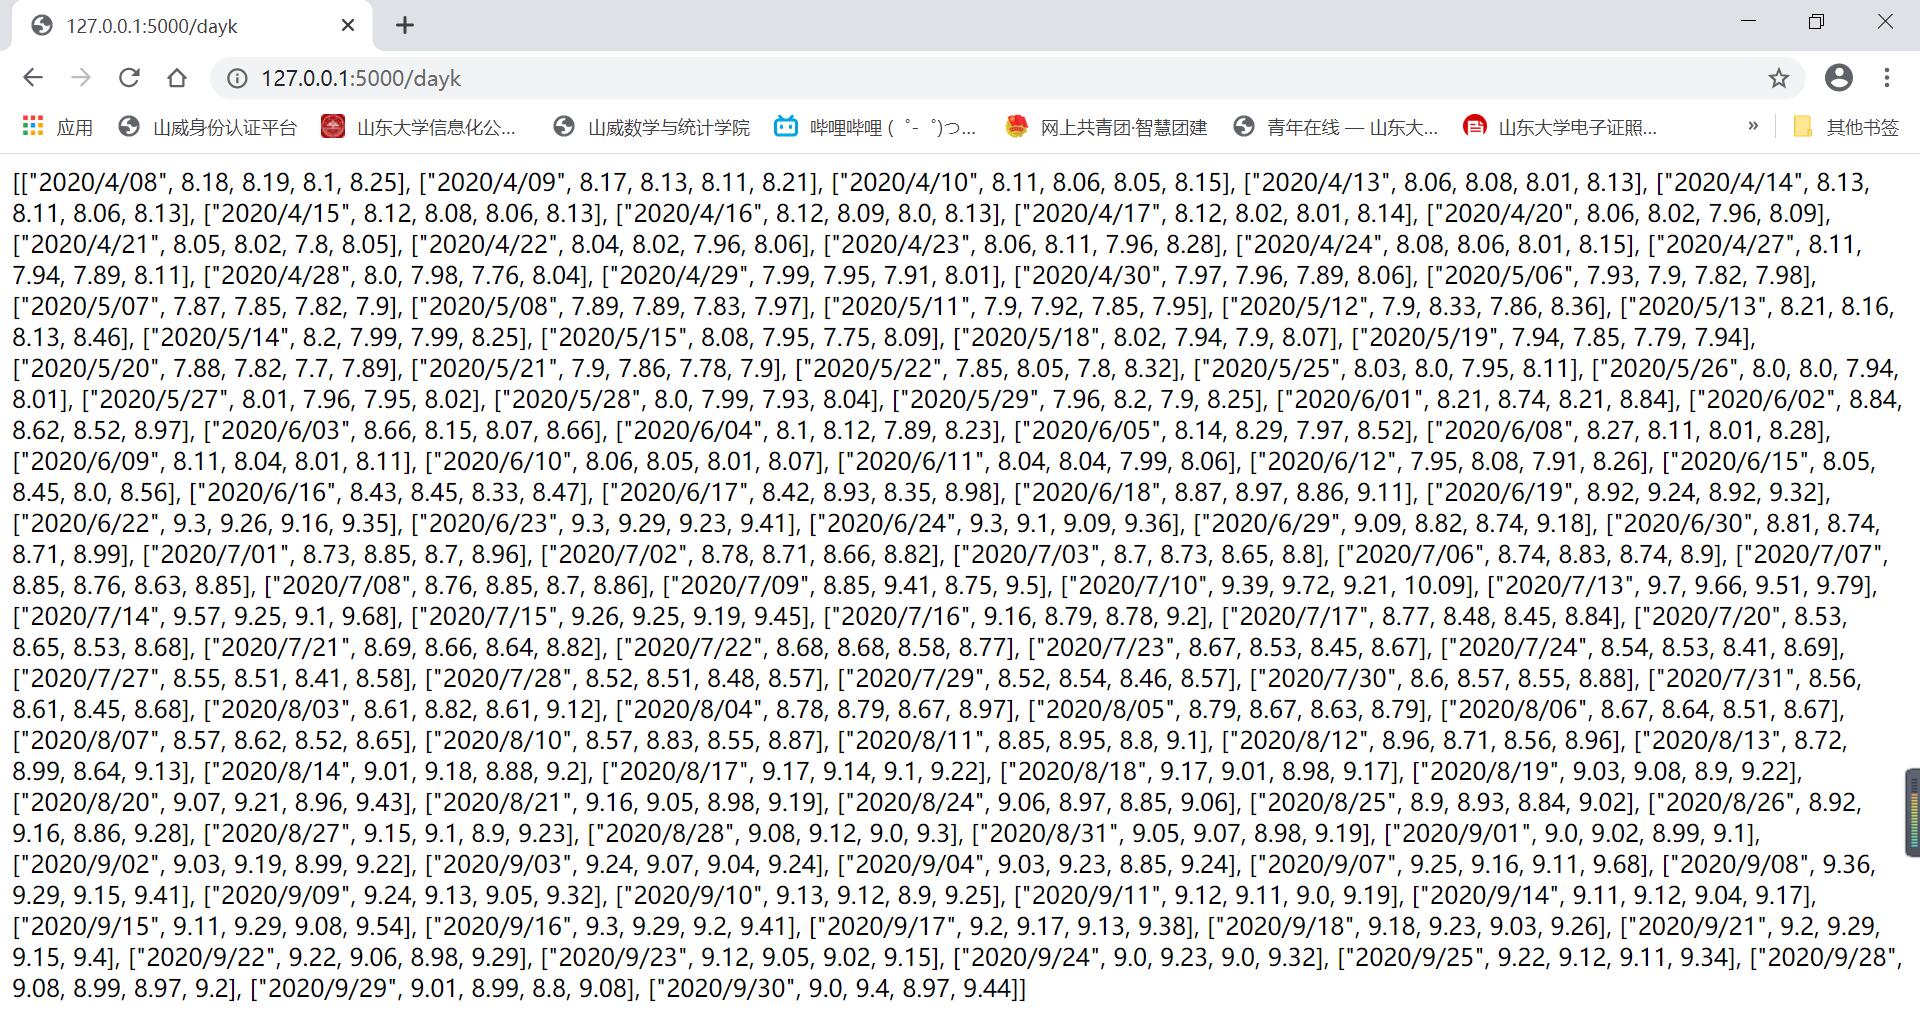 127.0.0.1:5000/dayk
127.0.0.1:5000/dayk
应用 山威身份认证平台 山东大学信息化公... 山威数学与统计学院 哔哩哔哩 ( ゜- ゜)つ... 网上共青团·智慧团建 青年在线 — 山东大... 山东大学电子证照... » 其他书签
[["2020/4/08", 8.18, 8.19, 8.1, 8.25], ["2020/4/09", 8.17, 8.13, 8.11, 8.21], ["2020/4/10", 8.11, 8.06, 8.05, 8.15], ["2020/4/13", 8.06, 8.08, 8.01, 8.13], ["2020/4/14", 8.13,
8.11, 8.06, 8.13], ["2020/4/15", 8.12, 8.08, 8.06, 8.13], ["2020/4/16", 8.12, 8.09, 8.0, 8.13], ["2020/4/17", 8.12, 8.02, 8.01, 8.14], ["2020/4/20", 8.06, 8.02, 7.96, 8.09],
["2020/4/21", 8.05, 8.02, 7.8, 8.05], ["2020/4/22", 8.04, 8.02, 7.96, 8.06], ["2020/4/23", 8.06, 8.11, 7.96, 8.28], ["2020/4/24", 8.08, 8.06, 8.01, 8.15], ["2020/4/27", 8.11,
7.94, 7.89, 8.11], ["2020/4/28", 8.0, 7.98, 7.76, 8.04], ["2020/4/29", 7.99, 7.95, 7.91, 8.01], ["2020/4/30", 7.97, 7.96, 7.89, 8.06], ["2020/5/06", 7.93, 7.9, 7.82, 7.98],
["2020/5/07", 7.87, 7.85, 7.82, 7.9], ["2020/5/08", 7.89, 7.89, 7.83, 7.97], ["2020/5/11", 7.9, 7.92, 7.85, 7.95], ["2020/5/12", 7.9, 8.33, 7.86, 8.36], ["2020/5/13", 8.21, 8.16,
8.13, 8.46], ["2020/5/14", 8.2, 7.99, 7.99, 8.25], ["2020/5/15", 8.08, 7.95, 7.75, 8.09], ["2020/5/18", 8.02, 7.94, 7.9, 8.07], ["2020/5/19", 7.94, 7.85, 7.79, 7.94],
["2020/5/20", 7.88, 7.82, 7.7, 7.89], ["2020/5/21", 7.9, 7.86, 7.78, 7.9], ["2020/5/22", 7.85, 8.05, 7.8, 8.32], ["2020/5/25", 8.03, 8.0, 7.95, 8.11], ["2020/5/26", 8.0, 8.0, 7.94,
8.01], ["2020/5/27", 8.01, 7.96, 7.95, 8.02], ["2020/5/28", 8.0, 7.99, 7.93, 8.04], ["2020/5/29", 7.96, 8.2, 7.9, 8.25], ["2020/6/01", 8.21, 8.74, 8.21, 8.84], ["2020/6/02", 8.84,
8.62, 8.52, 8.97], ["2020/6/03", 8.66, 8.15, 8.07, 8.66], ["2020/6/04", 8.1, 8.12, 7.89, 8.23], ["2020/6/05", 8.14, 8.29, 7.97, 8.52], ["2020/6/08", 8.27, 8.11, 8.01, 8.28],
["2020/6/09", 8.11, 8.04, 8.01, 8.11], ["2020/6/10", 8.06, 8.05, 8.01, 8.07], ["2020/6/11", 8.04, 8.04, 7.99, 8.06], ["2020/6/12", 7.95, 8.08, 7.91, 8.26], ["2020/6/15", 8.05,
8.45, 8.0, 8.56], ["2020/6/16", 8.43, 8.45, 8.33, 8.47], ["2020/6/17", 8.42, 8.93, 8.35, 8.98], ["2020/6/18", 8.87, 8.97, 8.86, 9.11], ["2020/6/19", 8.92, 9.24, 8.92, 9.32],
["2020/6/22", 9.3, 9.26, 9.16, 9.35], ["2020/6/23", 9.3, 9.29, 9.23, 9.41], ["2020/6/24", 9.3, 9.1, 9.09, 9.36], ["2020/6/29", 9.09, 8.82, 8.74, 9.18], ["2020/6/30", 8.81, 8.74,
8.71, 8.99], ["2020/7/01", 8.73, 8.85, 8.7, 8.96], ["2020/7/02", 8.78, 8.71, 8.66, 8.82], ["2020/7/03", 8.7, 8.73, 8.65, 8.8], ["2020/7/06", 8.74, 8.83, 8.74, 8.9], ["2020/7/07",
8.85, 8.76, 8.63, 8.85], ["2020/7/08", 8.76, 8.85, 8.7, 8.86], ["2020/7/09", 8.85, 9.41, 8.75, 9.5], ["2020/7/10", 9.39, 9.72, 9.21, 10.09], ["2020/7/13", 9.7, 9.66, 9.51, 9.79],
["2020/7/14", 9.57, 9.25, 9.1, 9.68], ["2020/7/15", 9.26, 9.25, 9.19, 9.45], ["2020/7/16", 9.16, 8.79, 8.78, 9.2], ["2020/7/17", 8.77, 8.48, 8.45, 8.84], ["2020/7/20", 8.53,
8.65, 8.53, 8.68], ["2020/7/21", 8.69, 8.66, 8.64, 8.82], ["2020/7/22", 8.68, 8.68, 8.58, 8.77], ["2020/7/23", 8.67, 8.53, 8.45, 8.67], ["2020/7/24", 8.54, 8.53, 8.41, 8.69],
["2020/7/27", 8.55, 8.51, 8.41, 8.58], ["2020/7/28", 8.52, 8.51, 8.48, 8.57], ["2020/7/29", 8.52, 8.54, 8.46, 8.57], ["2020/7/30", 8.6, 8.57, 8.55, 8.88], ["2020/7/31", 8.56,
8.61, 8.45, 8.68], ["2020/8/03", 8.61, 8.82, 8.61, 9.12], ["2020/8/04", 8.78, 8.79, 8.67, 8.97], ["2020/8/05", 8.79, 8.67, 8.63, 8.79], ["2020/8/06", 8.67, 8.64, 8.51, 8.67],
["2020/8/07", 8.57, 8.62, 8.52, 8.65], ["2020/8/10", 8.57, 8.83, 8.55, 8.87], ["2020/8/11", 8.85, 8.95, 8.8, 9.1], ["2020/8/12", 8.96, 8.71, 8.56, 8.96], ["2020/8/13", 8.72,
8.99, 8.64, 9.13], ["2020/8/14", 9.01, 9.18, 8.88, 9.2], ["2020/8/17", 9.17, 9.14, 9.1, 9.22], ["2020/8/18", 9.17, 9.01, 8.98, 9.17], ["2020/8/19", 9.03, 9.08, 8.9, 9.22],
["2020/8/20", 9.07, 9.21, 8.96, 9.43], ["2020/8/21", 9.16, 9.05, 8.98, 9.19], ["2020/8/24", 9.06, 8.97, 8.85, 9.06], ["2020/8/25", 8.9, 8.93, 8.84, 9.02], ["2020/8/26", 8.92,
9.16, 8.86, 9.28], ["2020/8/27", 9.15, 9.1, 8.9, 9.23], ["2020/8/28", 9.08, 9.12, 9.0, 9.3], ["2020/8/31", 9.05, 9.07, 8.98, 9.19], ["2020/9/01", 9.0, 9.02, 8.99, 9.1],
["2020/9/02", 9.03, 9.19, 8.99, 9.22], ["2020/9/03", 9.24, 9.07, 9.04, 9.24], ["2020/9/04", 9.03, 9.23, 8.85, 9.24], ["2020/9/07", 9.25, 9.16, 9.11, 9.68], ["2020/9/08", 9.36,
9.29, 9.15, 9.41], ["2020/9/09", 9.24, 9.13, 9.05, 9.32], ["2020/9/10", 9.13, 9.12, 8.9, 9.25], ["2020/9/11", 9.12, 9.11, 9.0, 9.19], ["2020/9/14", 9.11, 9.12, 9.04, 9.17],
["2020/9/15", 9.11, 9.29, 9.08, 9.54], ["2020/9/16", 9.3, 9.29, 9.2, 9.41], ["2020/9/17", 9.2, 9.17, 9.13, 9.38], ["2020/9/18", 9.18, 9.23, 9.03, 9.26], ["2020/9/21", 9.2, 9.29,
9.15, 9.4], ["2020/9/22", 9.22, 9.06, 8.98, 9.29], ["2020/9/23", 9.12, 9.05, 9.02, 9.15], ["2020/9/24", 9.0, 9.23, 9.0, 9.32], ["2020/9/25", 9.22, 9.12, 9.11, 9.34], ["2020/9/28",
9.08, 8.99, 8.97, 9.2], ["2020/9/29", 9.01, 8.99, 8.8, 9.08], ["2020/9/30", 9.0, 9.4, 8.97, 9.44]]